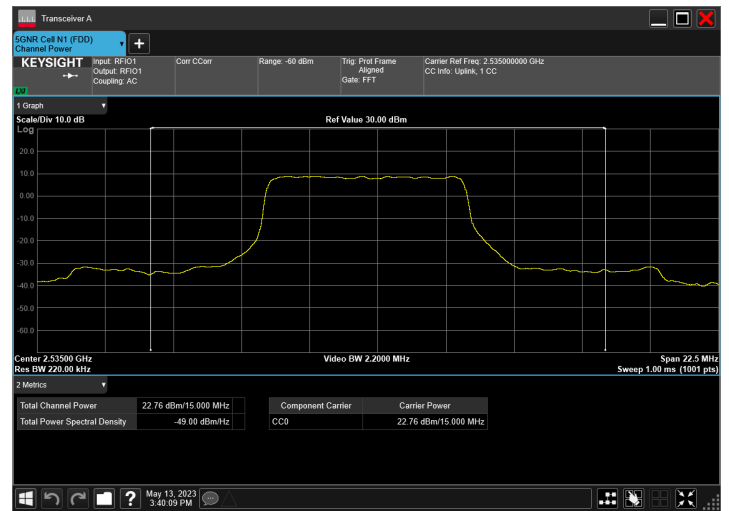 Transceiver A
5GNR Cell N1 (FDD)
Channel Power
KEYSIGHT
Input: RFIO1
Output: RFIO1
Coupling: AC
Corr CCorr
Range: -60 dBm
Trig: Prot Frame
Aligned
Gate: FFT
Carrier Ref Freq: 2.535000000 GHz
CC Info: Uplink, 1 CC
LXI
1 Graph
Scale/Div 10.0 dB
Ref Value 30.00 dBm
Log
20.0
10.0
0.00
-10.0
-20.0
-30.0
-40.0
-50.0
-60.0
Center 2.53500 GHz
Video BW 2.2000 MHz
Span 22.5 MHz
Res BW 220.00 kHz
Sweep 1.00 ms (1001 pts)
2 Metrics
Total Channel Power 22.76 dBm/15.000 MHz
Total Power Spectral Density -49.00 dBm/Hz
Component Carrier Carrier Power
CC0 22.76 dBm/15.000 MHz
?
May 13, 2023
3:40:09 PM